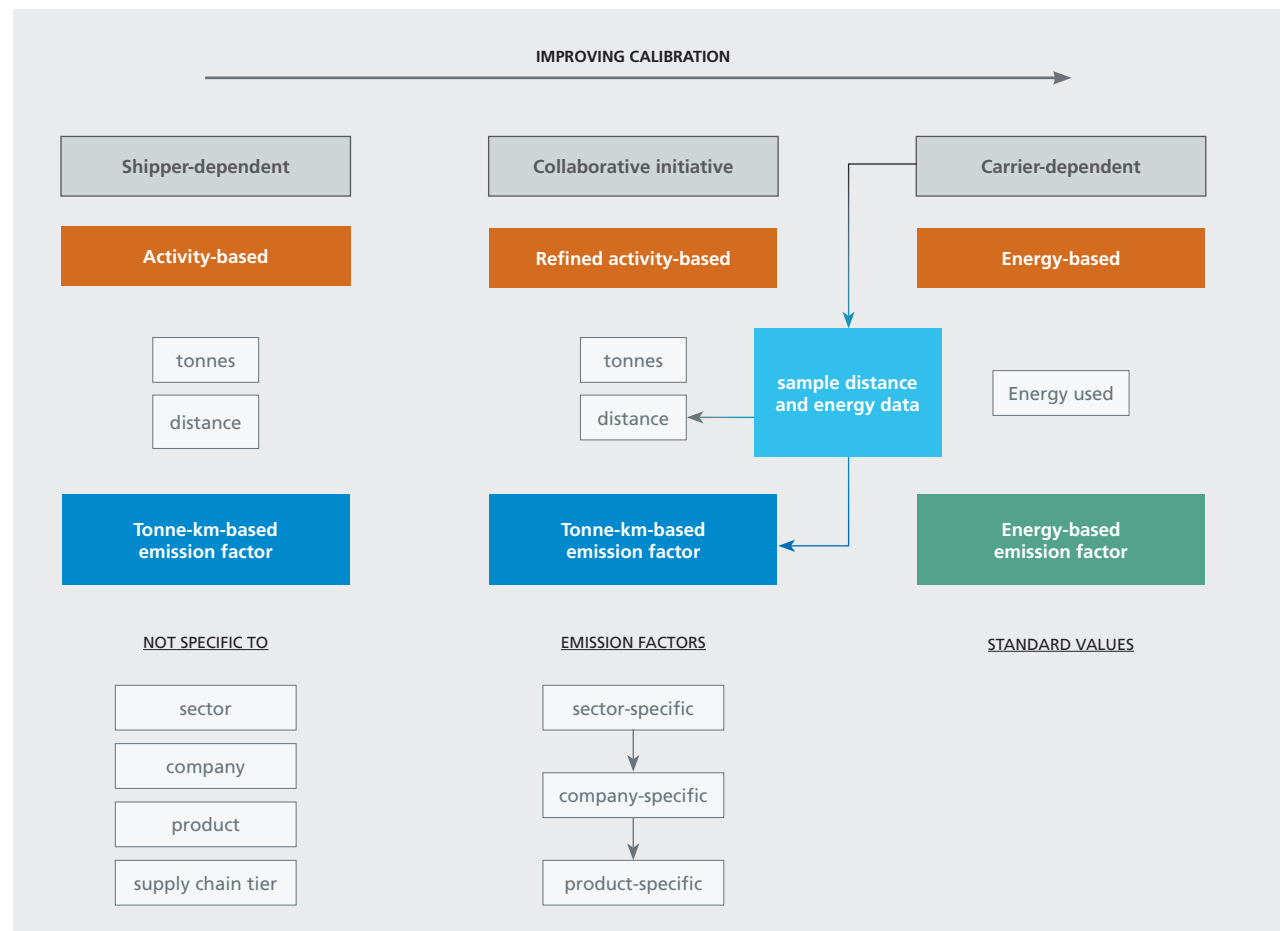 IMPROVING CALIBRATION
Shipper-dependent
Collaborative initiative
Carrier-dependent
Activity-based
Refined activity-based
Energy-based
tonnes
distance
tonnes
distance
sample distance
and energy data
Energy used
Tonne-km-based
emission factor
Tonne-km-based
emission factor
Energy-based
emission factor
NOT SPECIFIC TO
EMISSION FACTORS
STANDARD VALUES
sector
company
product
supply chain tier
sector-specific
company-specific
product-specific